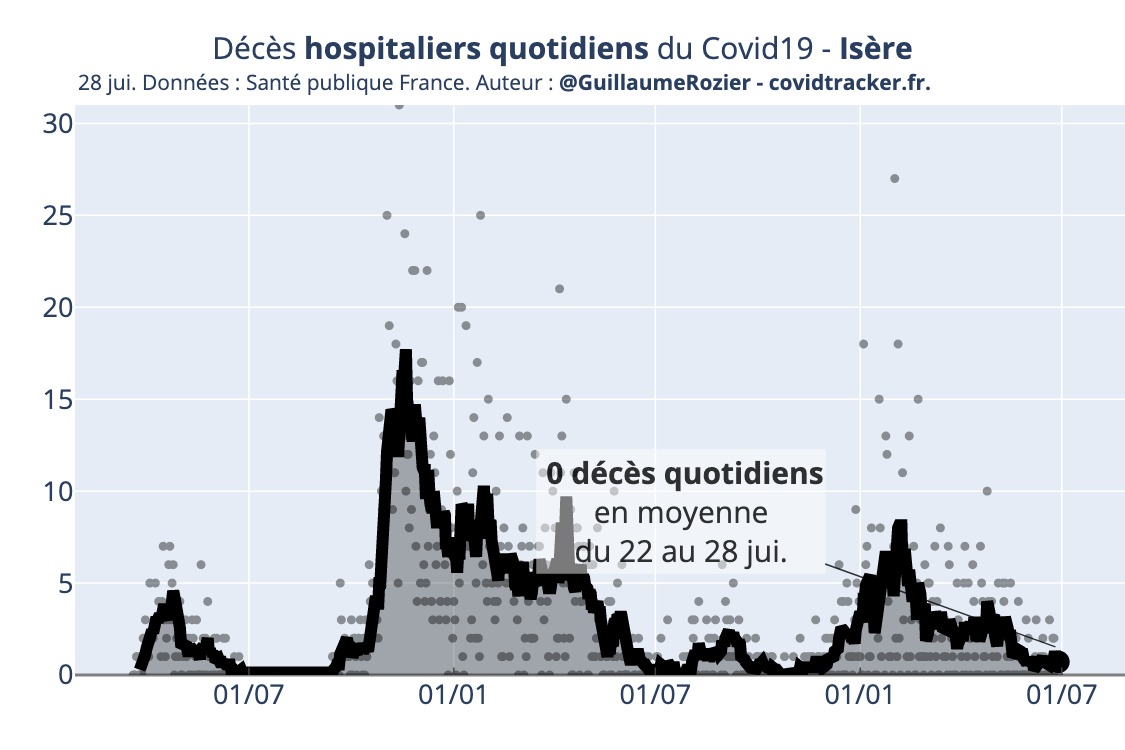 Décès hospitaliers quotidiens du Covid19 - Isère
28 jui. Données : Santé publique France. Auteur : @GuillaumeRozier - covidtracker.fr.
30
25
20
15
10
5
0
0 décès quotidiens
en moyenne
du 22 au 28 jui.
01/07
01/01
01/07
01/01
01/07